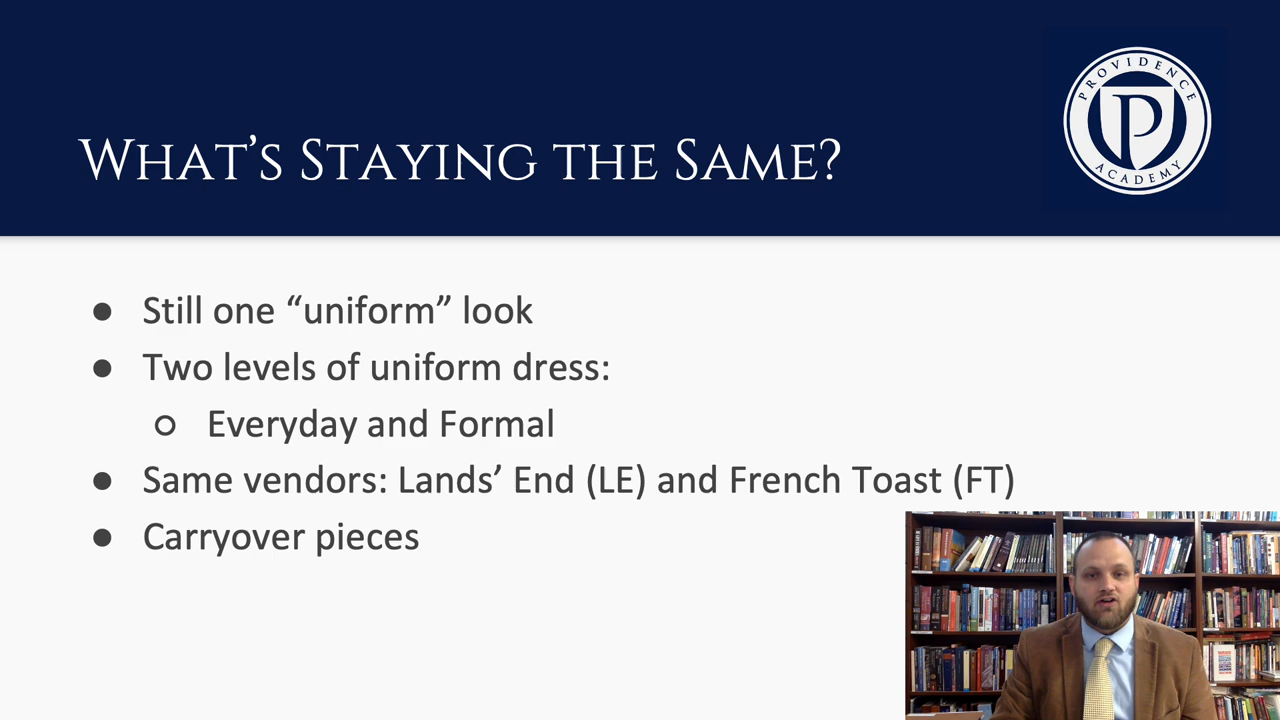 What's Staying the Same?
PROVIDENCE
P
ACADEMY
● Still one “uniform” look
● Two levels of uniform dress:
○ Everyday and Formal
● Same vendors: Lands’ End (LE) and French Toast (FT)
● Carryover pieces